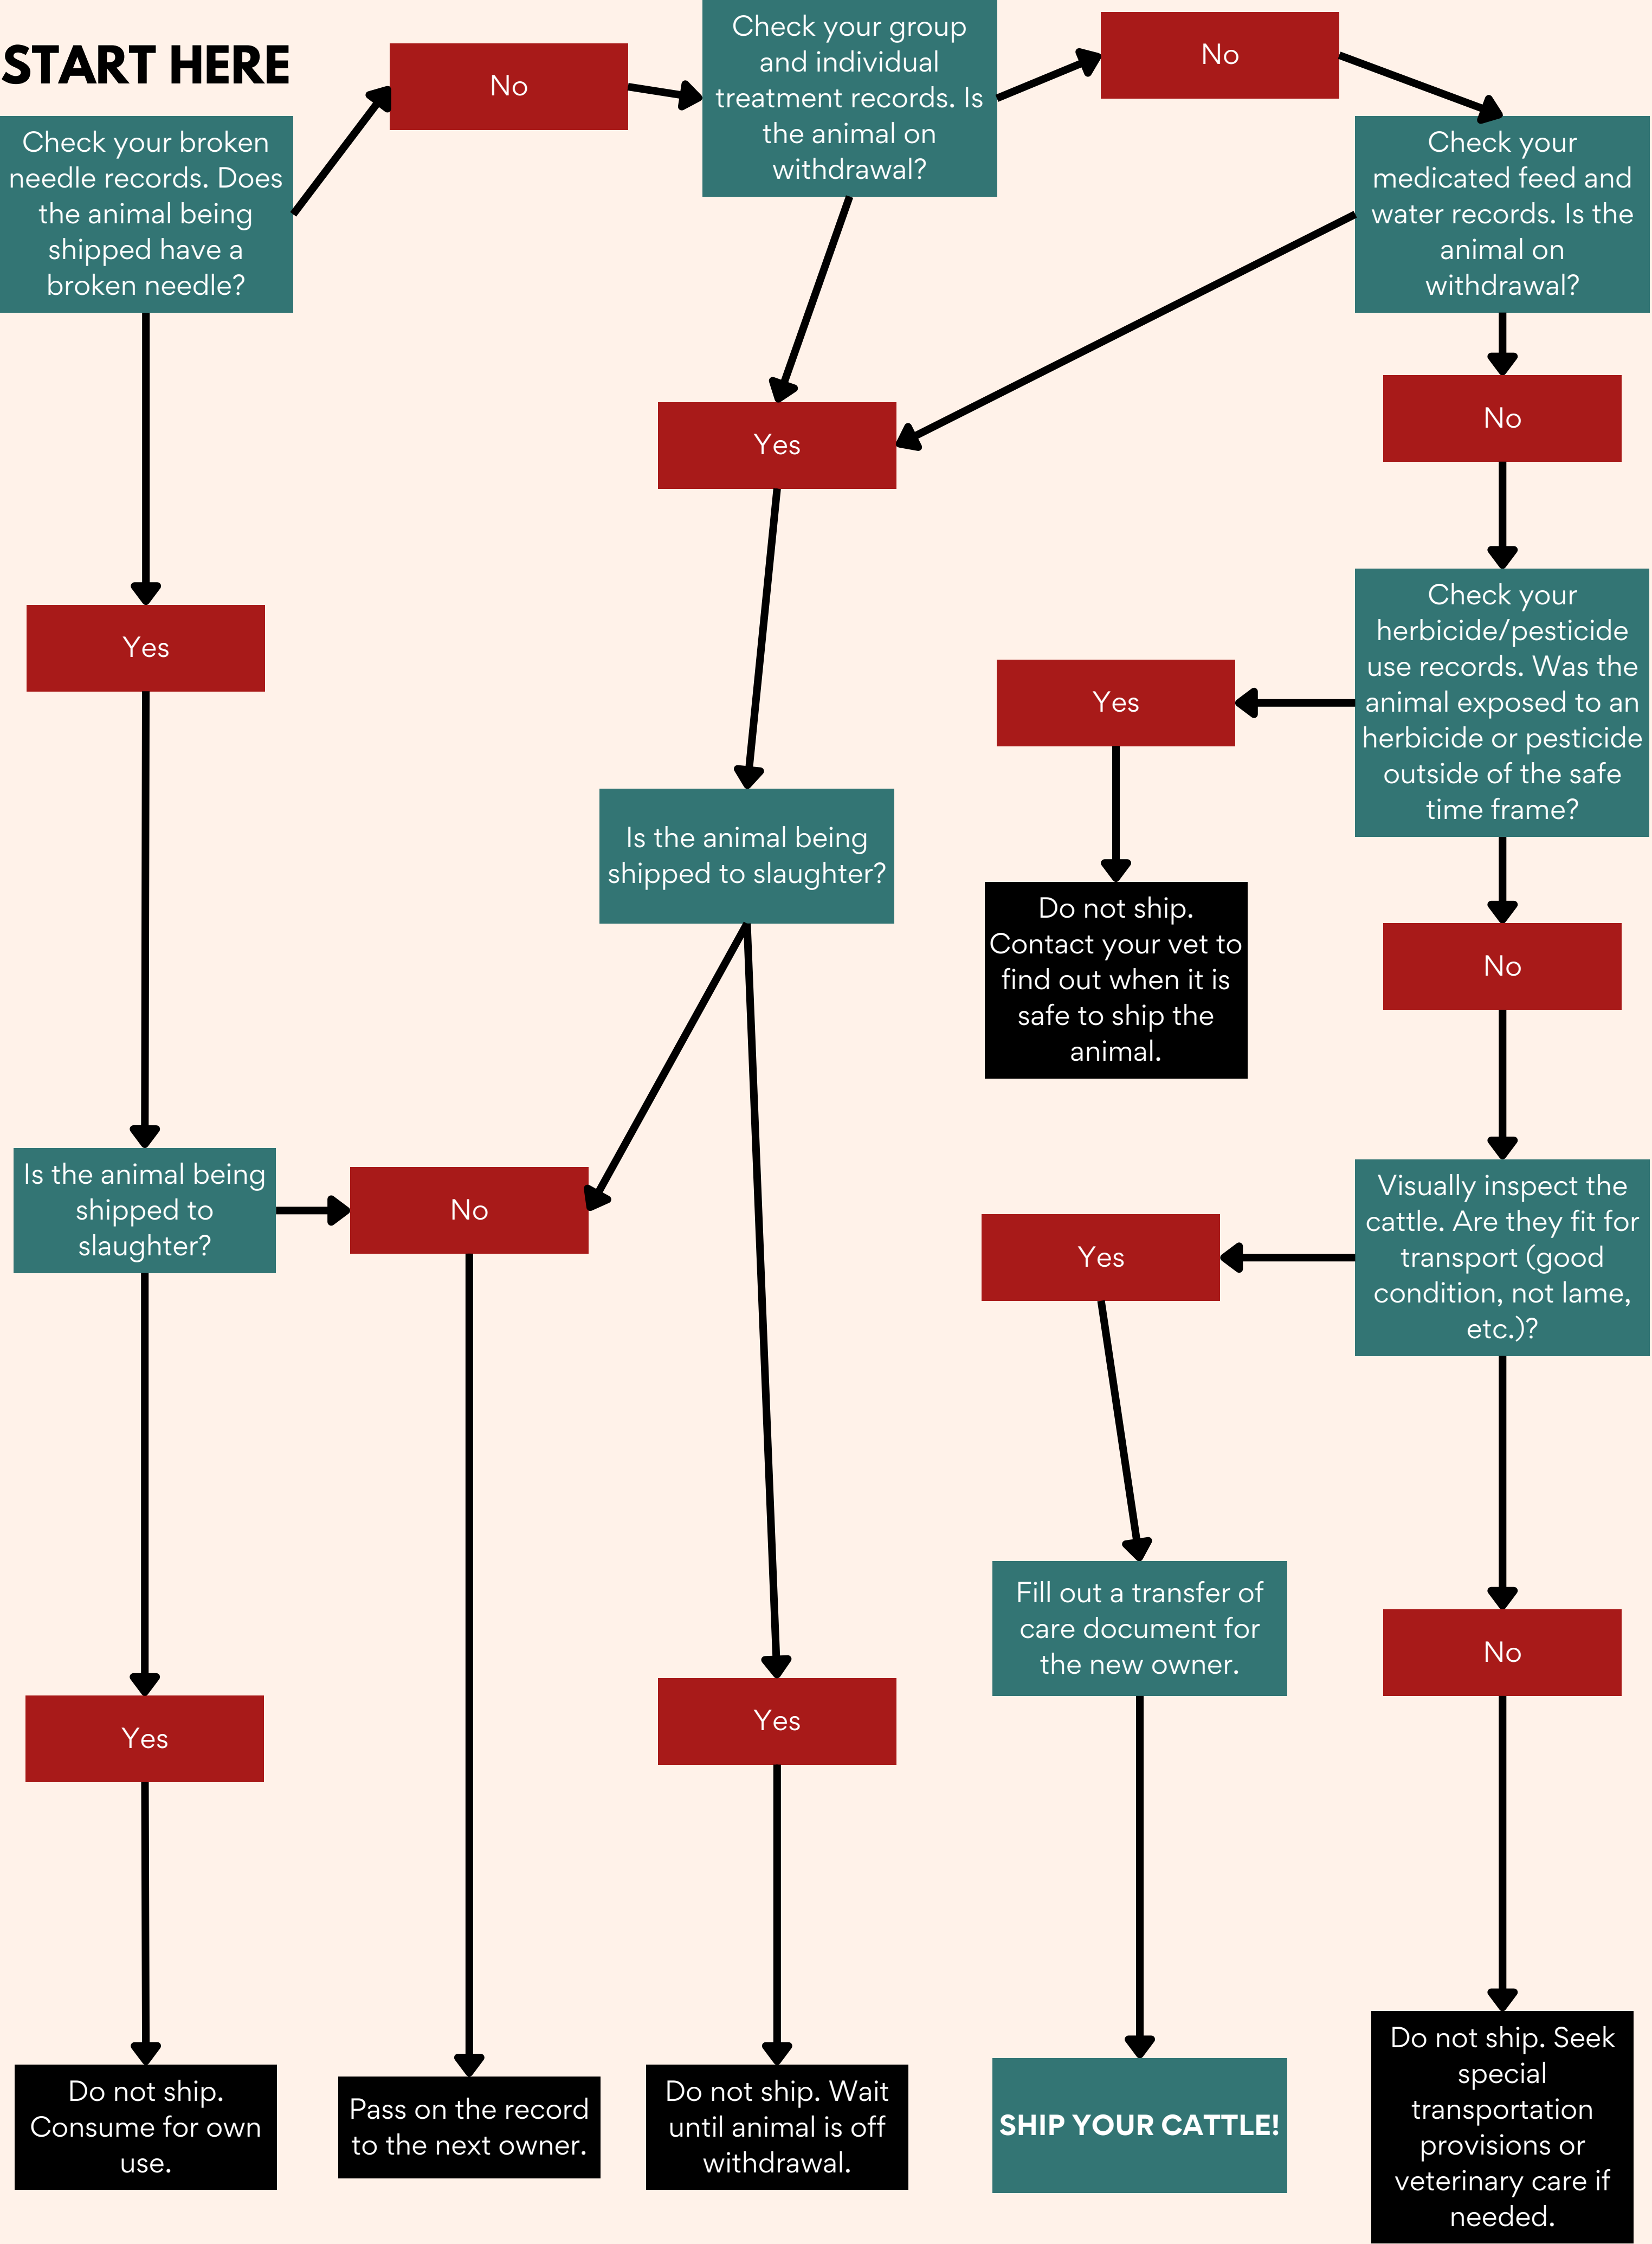 START HERE
Check your broken
needle records. Does
the animal being
shipped have a
broken needle?
No
Check your group
and individual
treatment records. Is
the animal on
withdrawal?
No
Check your
medicated feed and
water records. Is the
animal on
withdrawal?
Yes
No
Yes
Check your
herbicide/pesticide
use records. Was the
animal exposed to an
herbicide or pesticide
outside of the safe
time frame?
Yes
Is the animal being
shipped to slaughter?
Do not ship.
Contact your vet to
find out when it is
safe to ship the
animal.
No
Is the animal being
shipped to
slaughter?
No
Visually inspect the
cattle. Are they fit for
transport (good
condition, not lame,
etc.)?
Yes
Fill out a transfer of
care document for
the new owner.
No
Yes
Yes
Do not ship.
Consume for own
use.
Pass on the record
to the next owner.
Do not ship. Wait
until animal is off
withdrawal.
SHIP YOUR CATTLE!
Do not ship. Seek
special
transportation
provisions or
veterinary care if
needed.